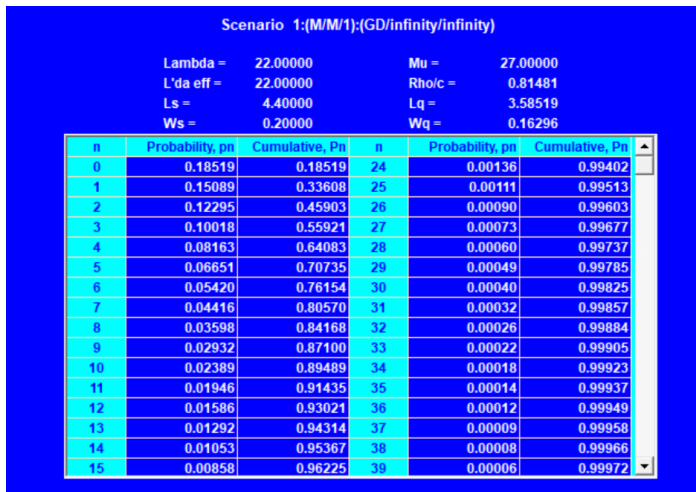 Scenario 1:(M/M/1):(GD/infinity/infinity)
Lambda = 22.00000 Mu = 27.00000
L'da eff = 22.00000 Rho/c = 0.81481
Ls = 4.40000 Lq = 3.58519
Ws = 0.20000 Wq = 0.16296
n Probability, pn Cumulative, Pn n Probability, pn Cumulative, Pn
0 0.18519 0.18519 24 0.00136 0.99402
1 0.15089 0.33608 25 0.00111 0.99513
2 0.12295 0.45903 26 0.00090 0.99603
3 0.10018 0.55921 27 0.00073 0.99677
4 0.08163 0.64083 28 0.00060 0.99737
5 0.06651 0.70735 29 0.00049 0.99785
6 0.05420 0.76154 30 0.00040 0.99825
7 0.04416 0.80570 31 0.00032 0.99857
8 0.03598 0.84168 32 0.00026 0.99884
9 0.02932 0.87100 33 0.00022 0.99905
10 0.02389 0.89489 34 0.00018 0.99923
11 0.01946 0.91435 35 0.00014 0.99937
12 0.01586 0.93021 36 0.00012 0.99949
13 0.01292 0.94314 37 0.00009 0.99958
14 0.01053 0.95367 38 0.00008 0.99966
15 0.00858 0.96225 39 0.00006 0.99972